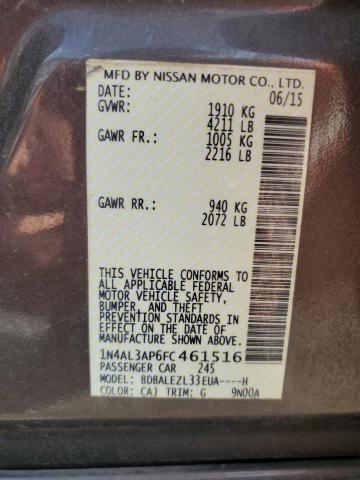 MFD BY NISSAN MOTOR CO., LTD.
DATE: 06/15
GVWR: 1910 KG
4211 LB
GAWR FR.: 1005 KG
2216 LB
GAWR RR.: 940 KG
2072 LB
THIS VEHICLE CONFORMS TO
ALL APPLICABLE FEDERAL
MOTOR VEHICLE SAFETY,
BUMPER, AND THEFT
PREVENTION STANDARDS IN
EFFECT ON THE DATE OF
MANUFACTURE SHOWN ABOVE.
1N4AL3AP6FC461516
PASSENGER CAR 245
MODEL: BDBALEZL33EUA----H
COLOR: CAJ TRIM: G 9N00A